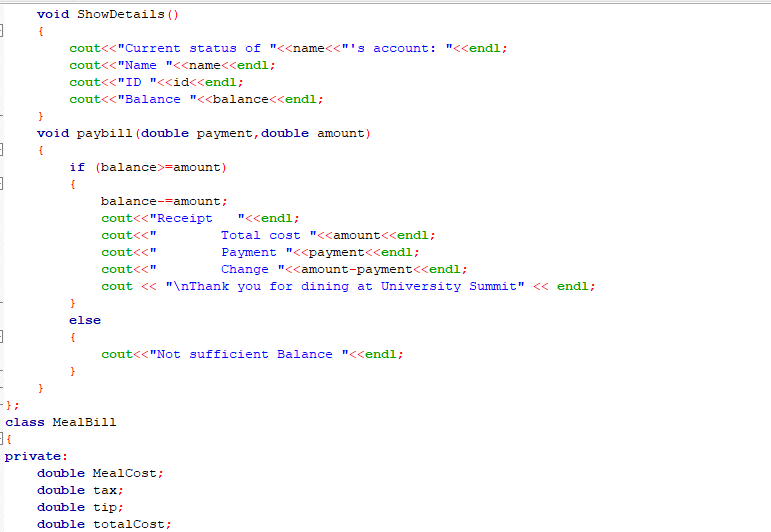 void ShowDetails()
{
cout<<"Current status of "<<name<<"'s account: "<<endl;
cout<<"Name "<<name<<endl;
cout<<"ID "<<id<<endl;
cout<<"Balance "<<balance<<endl;
}
void paybill(double payment,double amount)
{
if (balance>=amount)
{
balance-=amount;
cout<<"Receipt   "<<endl;
cout<<"        Total cost "<<amount<<endl;
cout<<"        Payment "<<payment<<endl;
cout<<"        Change "<<amount-payment<<endl;
cout << "\nThank you for dining at University Summit" << endl;
}
else
{
cout<<"Not sufficient Balance "<<endl;
}
}
};
class MealBill
{
private:
double MealCost;
double tax;
double tip;
double totalCost;